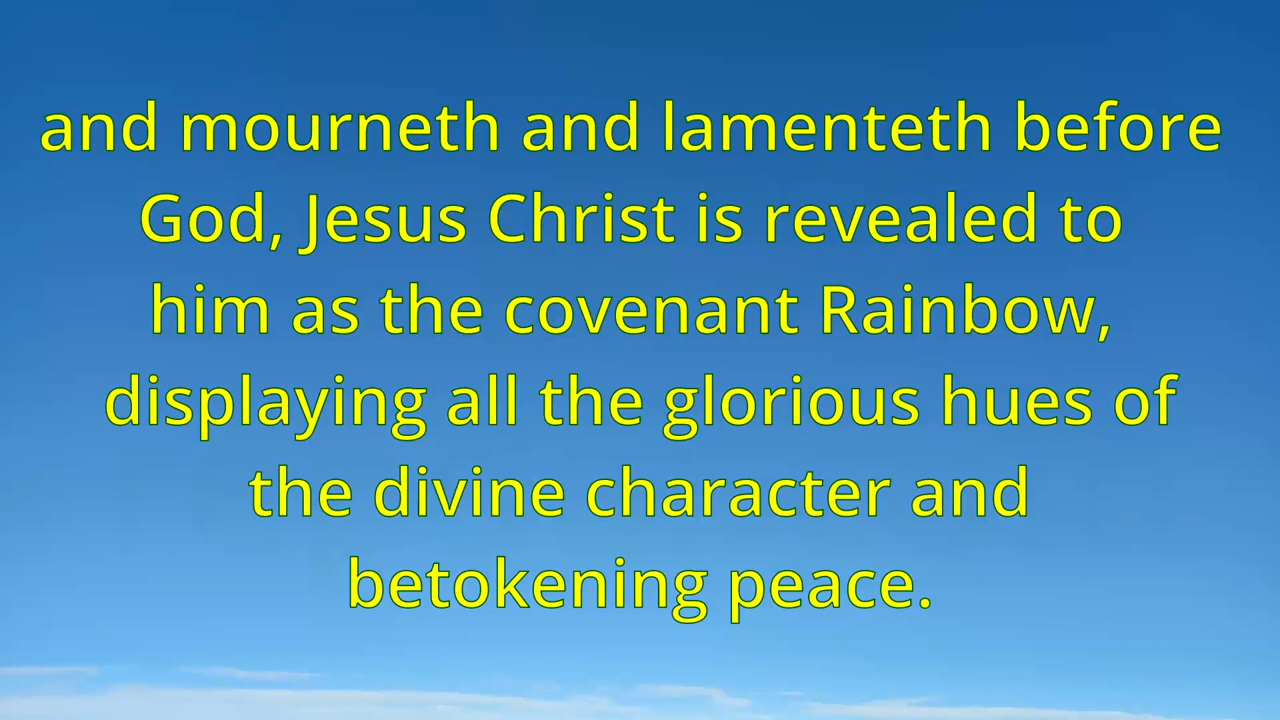 and mourneth and lamenteth before
God, Jesus Christ is revealed to
him as the covenant Rainbow,
displaying all the glorious hues of
the divine character and
betokening peace.